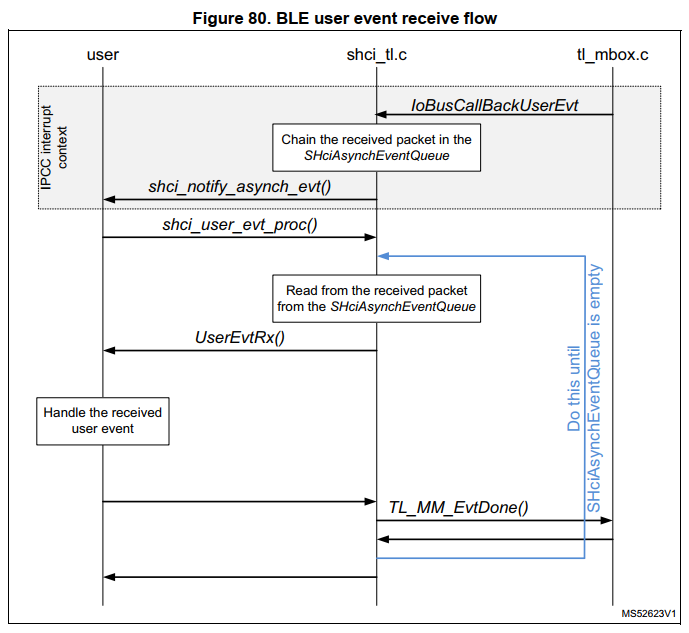 Figure 80. BLE user event receive flow
user
shci_tl.c
tl_mbox.c
IPCC interrupt
context
IoBusCallBackUserEvt
Chain the received packet in the
SHciAsynchEventQueue
shci_notify_asynch_evt()
shci_user_evt_proc()
Read from the received packet
from the SHciAsynchEventQueue
UserEvtRx()
Do this until
SHciAsynchEventQueue is empty
Handle the received
user event
TL_MM_EvtDone()
MS52623V1